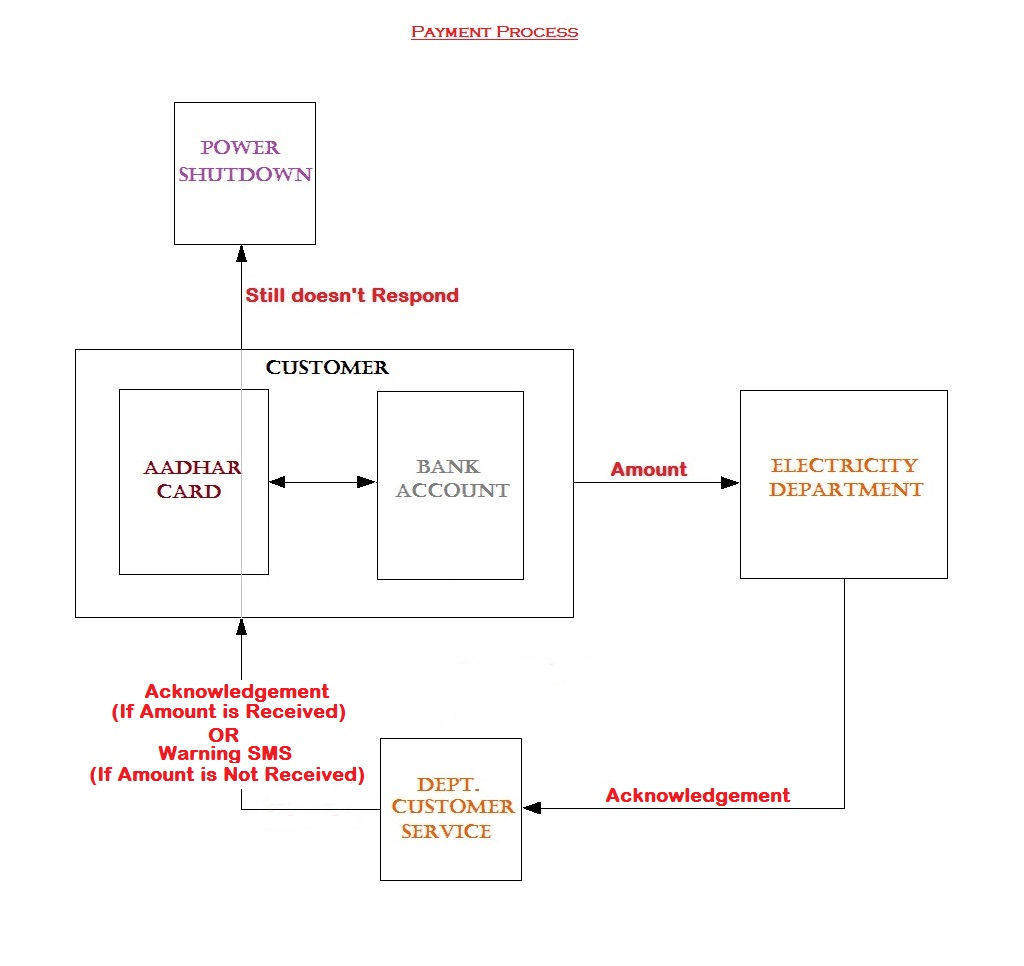 PAYMENT PROCESS
POWER
SHUTDOWN
Still doesn't Respond
CUSTOMER
AADHAR
CARD
BANK
ACCOUNT
Amount
ELECTRICITY
DEPARTMENT
Acknowledgement
(If Amount is Received)
OR
Warning SMS
(If Amount is Not Received)
DEPT.
CUSTOMER
SERVICE
Acknowledgement